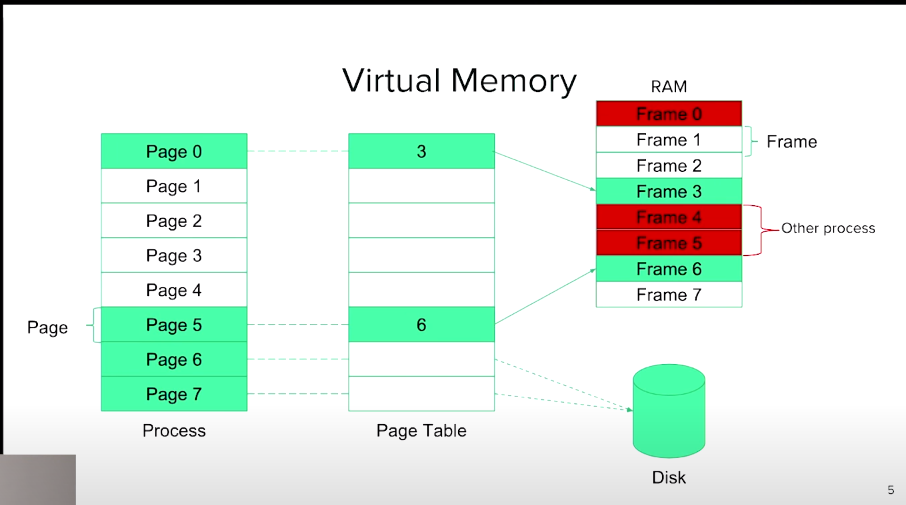 Virtual Memory
Page 0
Page 1
Page 2
Page 3
Page 4
Page 5
Page 6
Page 7
Page
Process
3
6
Page Table
RAM
Frame 0
Frame 1
Frame 2
Frame 3
Frame 4
Frame 5
Frame 6
Frame 7
Frame
Other process
Disk
5